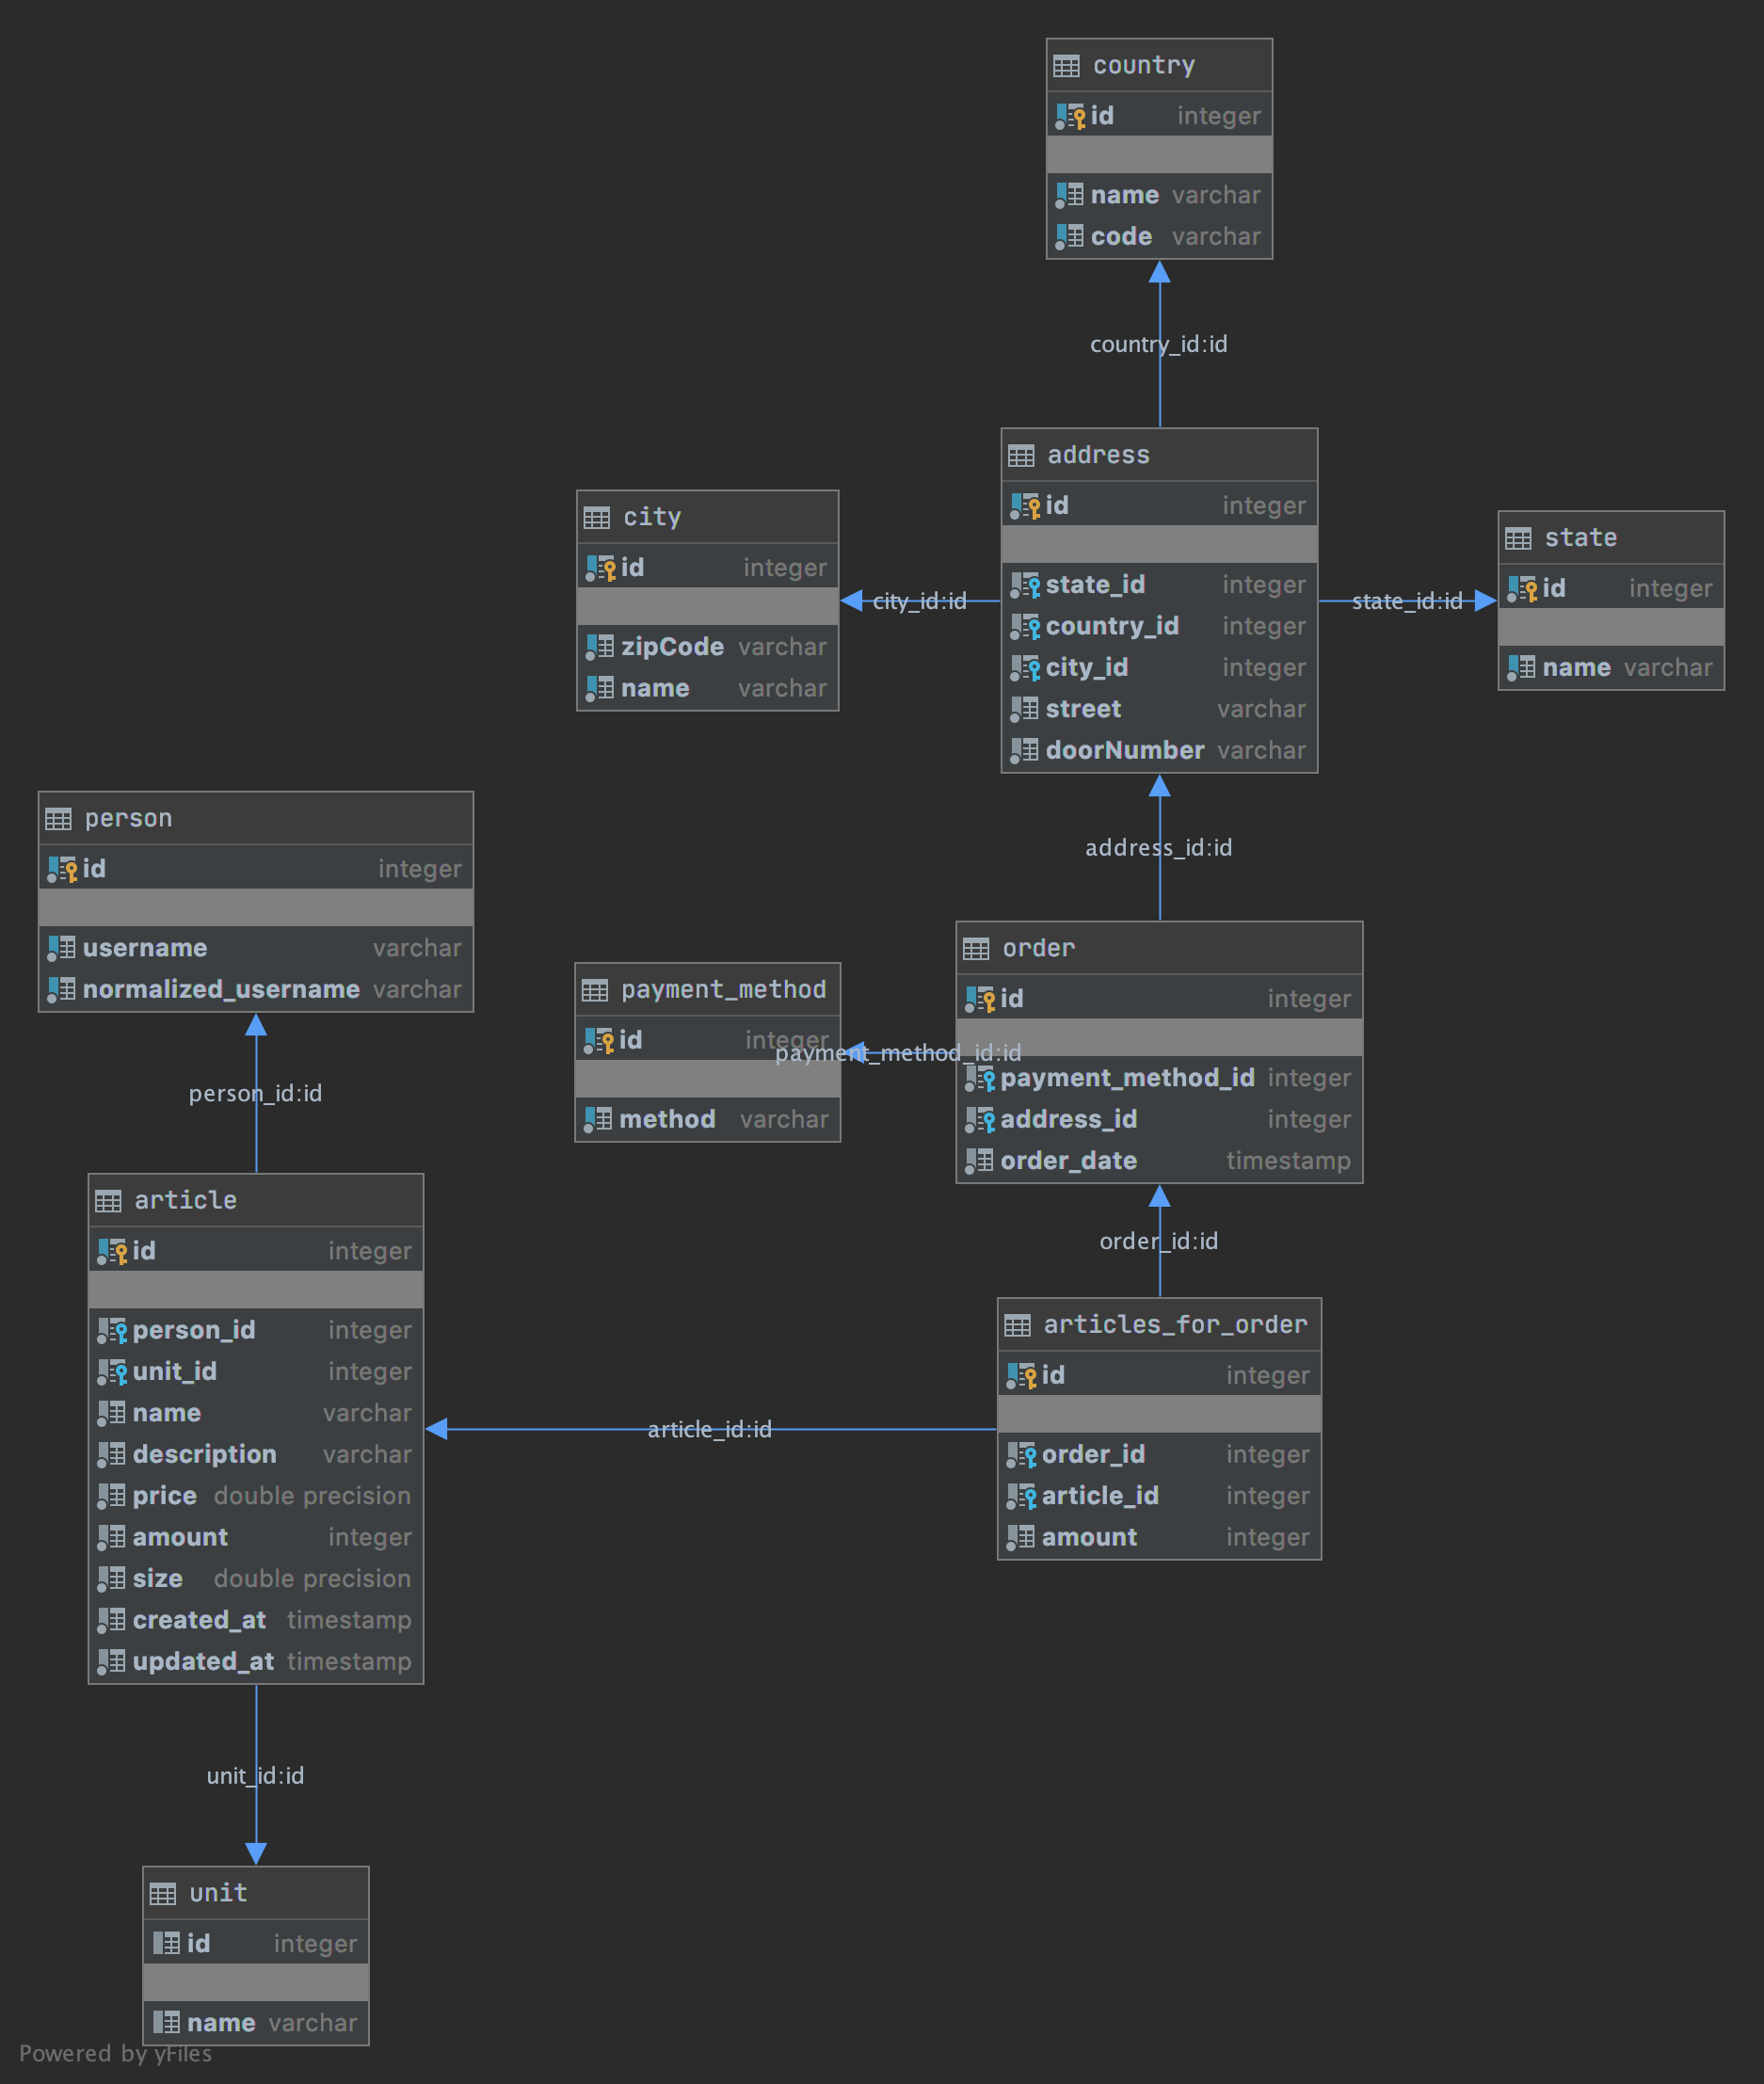 country
id integer
name varchar
code varchar
country_id:id
address
id integer
state_id integer
country_id integer
city_id integer
street varchar
doorNumber varchar
city
id integer
zipCode varchar
name varchar
city_id:id
state_id:id
state
id integer
name varchar
address_id:id
person
id integer
username varchar
normalized_username varchar
person_id:id
payment_method
id integer
method varchar
payment_method_id:id
order
id integer
payment_method_id integer
address_id integer
order_date timestamp
order_id:id
article
id integer
person_id integer
unit_id integer
name varchar
description varchar
price double precision
amount integer
size double precision
created_at timestamp
updated_at timestamp
article_id:id
articles_for_order
id integer
order_id integer
article_id integer
amount integer
unit_id:id
unit
id integer
name varchar
Powered by yFiles